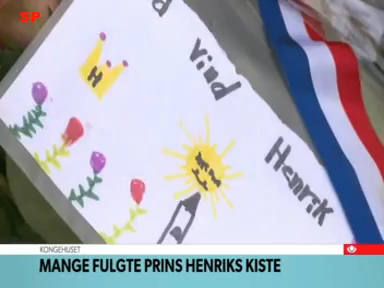 SP
Vind
H
Henrik
KONGEHUSET
MANGE FULGTE PRINS HENRIKS KISTE